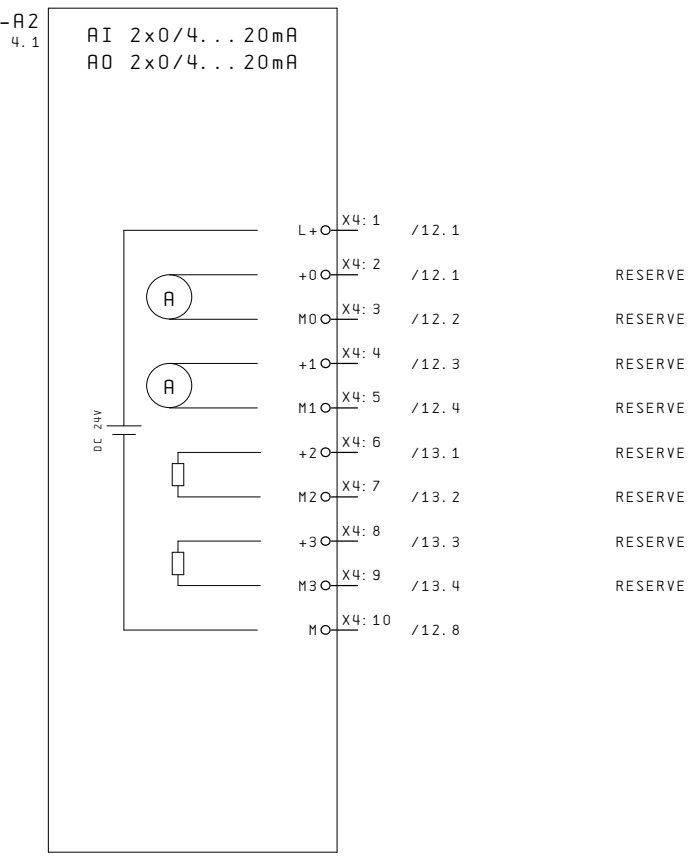 -A2
4.1
AI 2x0/4...20mA
AO 2x0/4...20mA
L+ X4:1 /12.1
+0 X4:2 /12.1 RESERVE
A
M0 X4:3 /12.2 RESERVE
+1 X4:4 /12.3 RESERVE
A
M1 X4:5 /12.4 RESERVE
DC 24V
+2 X4:6 /13.1 RESERVE
M2 X4:7 /13.2 RESERVE
+3 X4:8 /13.3 RESERVE
M3 X4:9 /13.4 RESERVE
M X4:10 /12.8